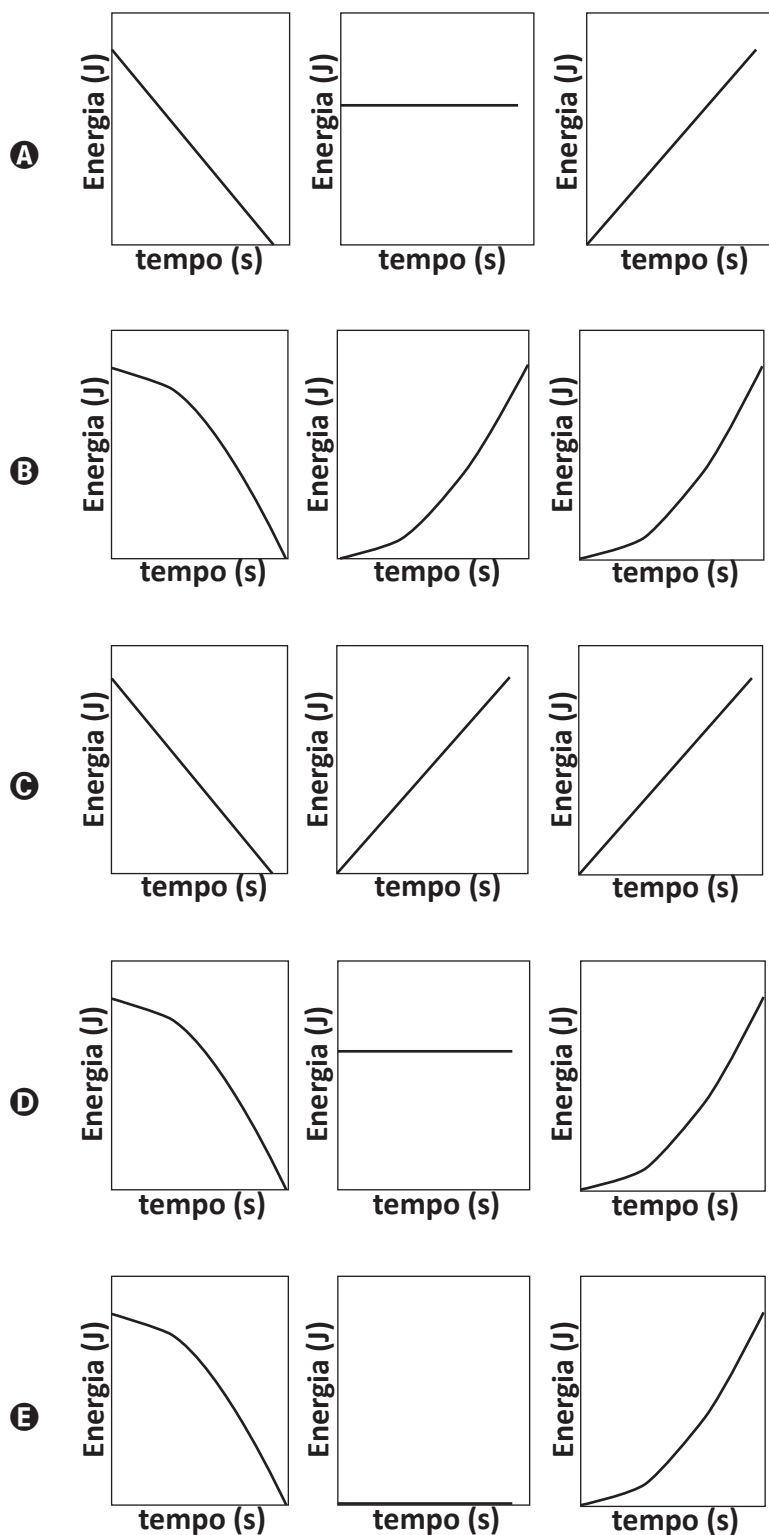 Energia (J) Energia (J) Energia (J)
A
tempo (s) tempo (s) tempo (s)
Energia (J) Energia (J) Energia (J)
B
tempo (s) tempo (s) tempo (s)
Energia (J) Energia (J) Energia (J)
C
tempo (s) tempo (s) tempo (s)
Energia (J) Energia (J) Energia (J)
D
tempo (s) tempo (s) tempo (s)
Energia (J) Energia (J) Energia (J)
E
tempo (s) tempo (s) tempo (s)